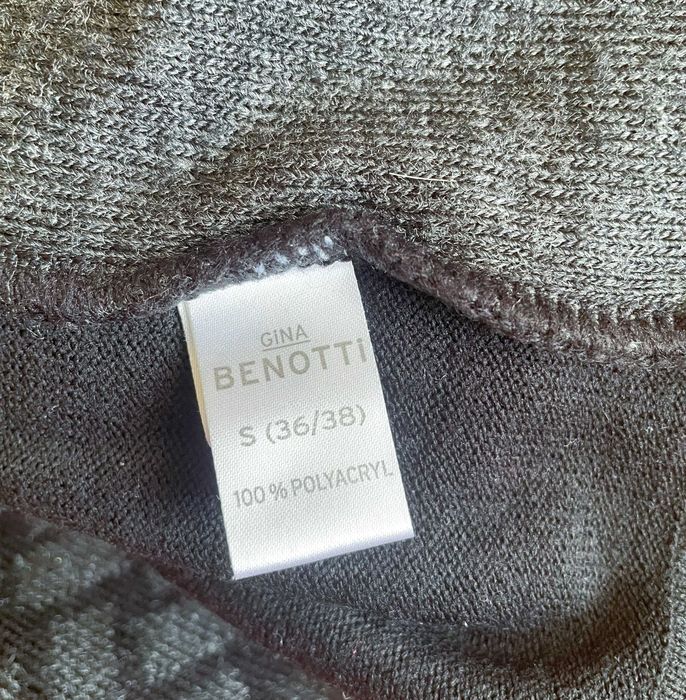 GiNA
BENOTTi
S (36/38)
100 % POLYACRYL